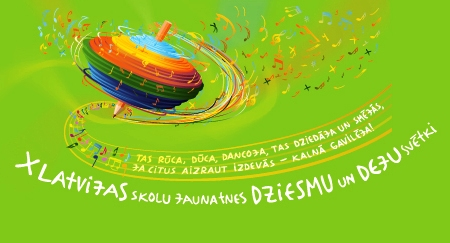 TAS RŪCA, DŪCA, DANCOJA, TAS DZIEDĀJA UN SMĒJĀS,
JA CITUS AIZRAUT IZDEVĀS – KALNĀ GAVILĒJA!
X LATVIJAS SKOLU JAUNATNES DZIESMU UN DEJU SVĒTKI